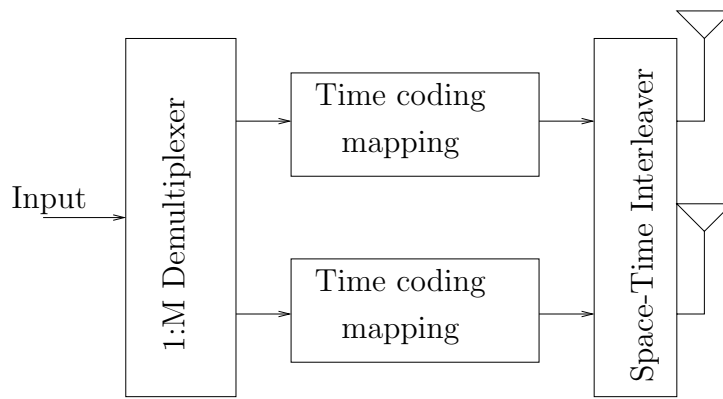 Input
1:M Demultiplexer
Time coding
mapping
Time coding
mapping
Space-Time Interleaver